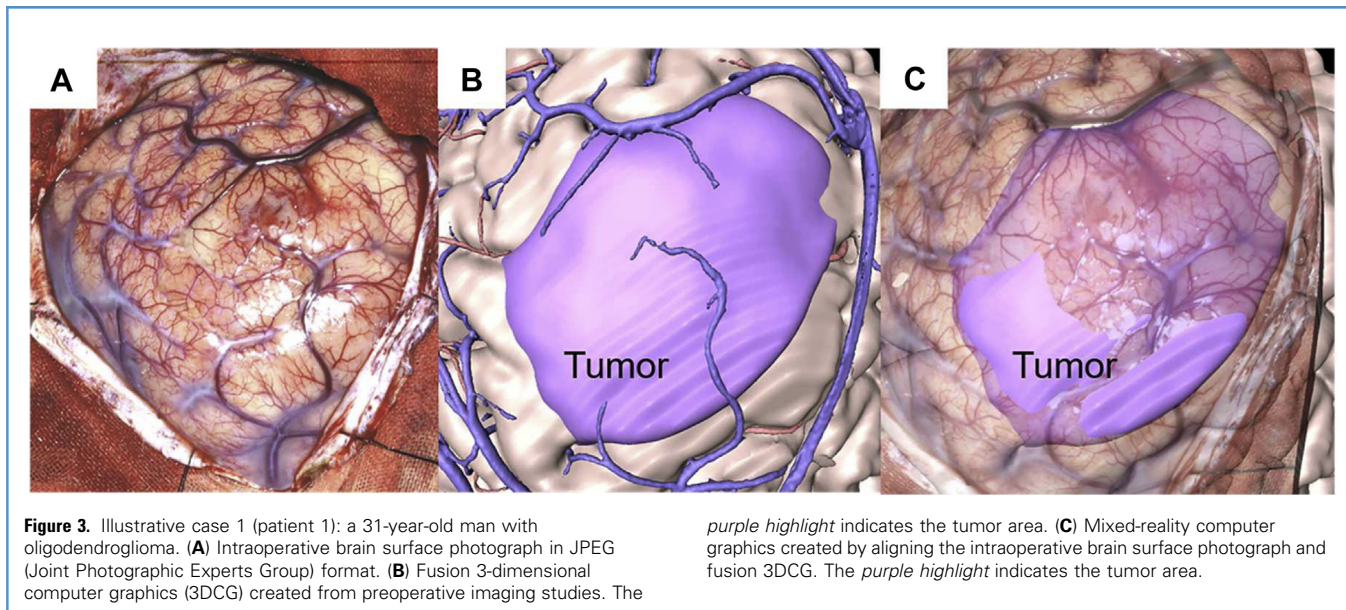 A
B
C
Tumor
Tumor
Figure 3. Illustrative case 1 (patient 1): a 31-year-old man with
oligodendroglioma. (A) Intraoperative brain surface photograph in JPEG
(Joint Photographic Experts Group) format. (B) Fusion 3-dimensional
computer graphics (3DCG) created from preoperative imaging studies. The
purple highlight indicates the tumor area. (C) Mixed-reality computer
graphics created by aligning the intraoperative brain surface photograph and
fusion 3DCG. The purple highlight indicates the tumor area.